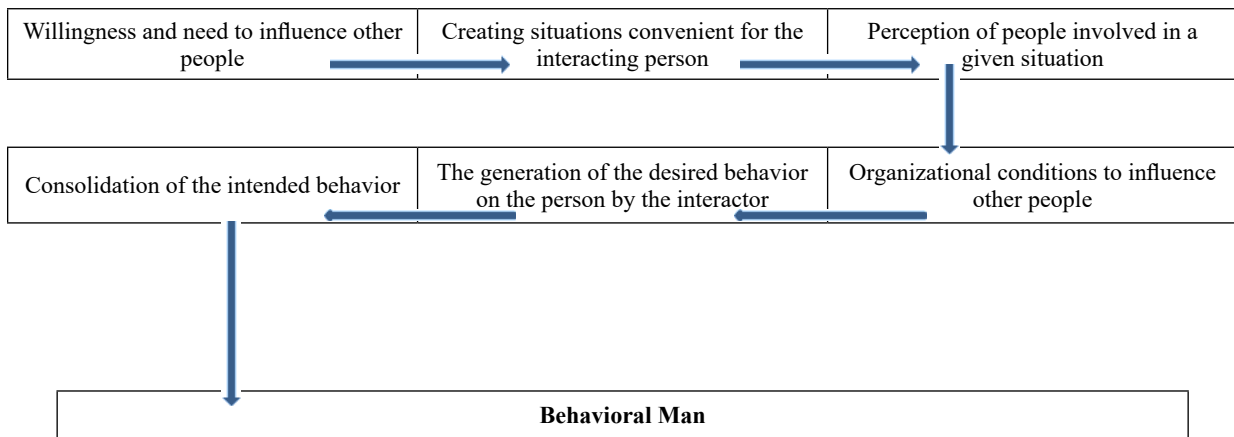 Willingness and need to influence other
people
Creating situations convenient for the
interacting person
Perception of people involved in a
given situation
Consolidation of the intended behavior
The generation of the desired behavior
on the person by the interactor
Organizational conditions to influence
other people
Behavioral Man